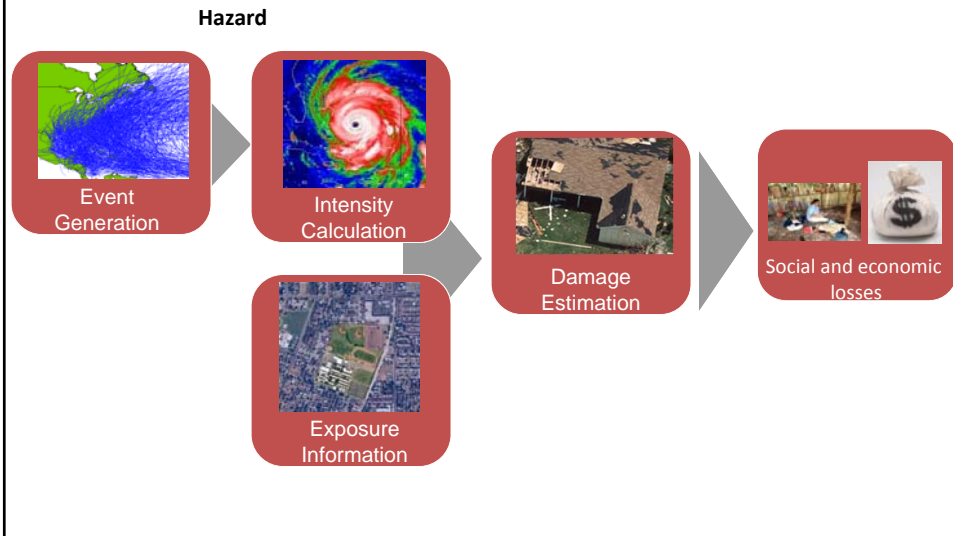 Hazard
Event
Generation
Intensity
Calculation
Exposure
Information
Damage
Estimation
$
Social and economic
losses